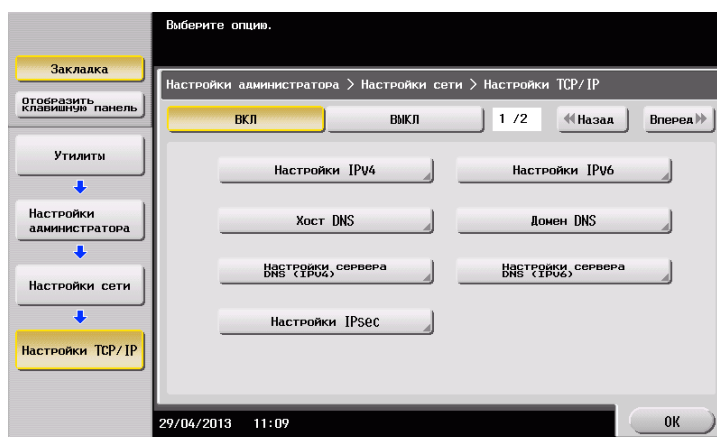 Выберите опцию.
Закладка
Отобразить
клавишную панель
Настройки администратора > Настройки сети > Настройки TCP/IP
ВКЛ
ВЫКЛ
1 /2
Назад
Вперед
Утилиты
Настройки
администратора
Настройки сети
Настройки TCP/IP
Настройки IPv4
Настройки IPv6
Хост DNS
Домен DNS
Настройки сервера
DNS (IPv4)
Настройки сервера
DNS (IPv6)
Настройки IPsec
29/04/2013 11:09
OK